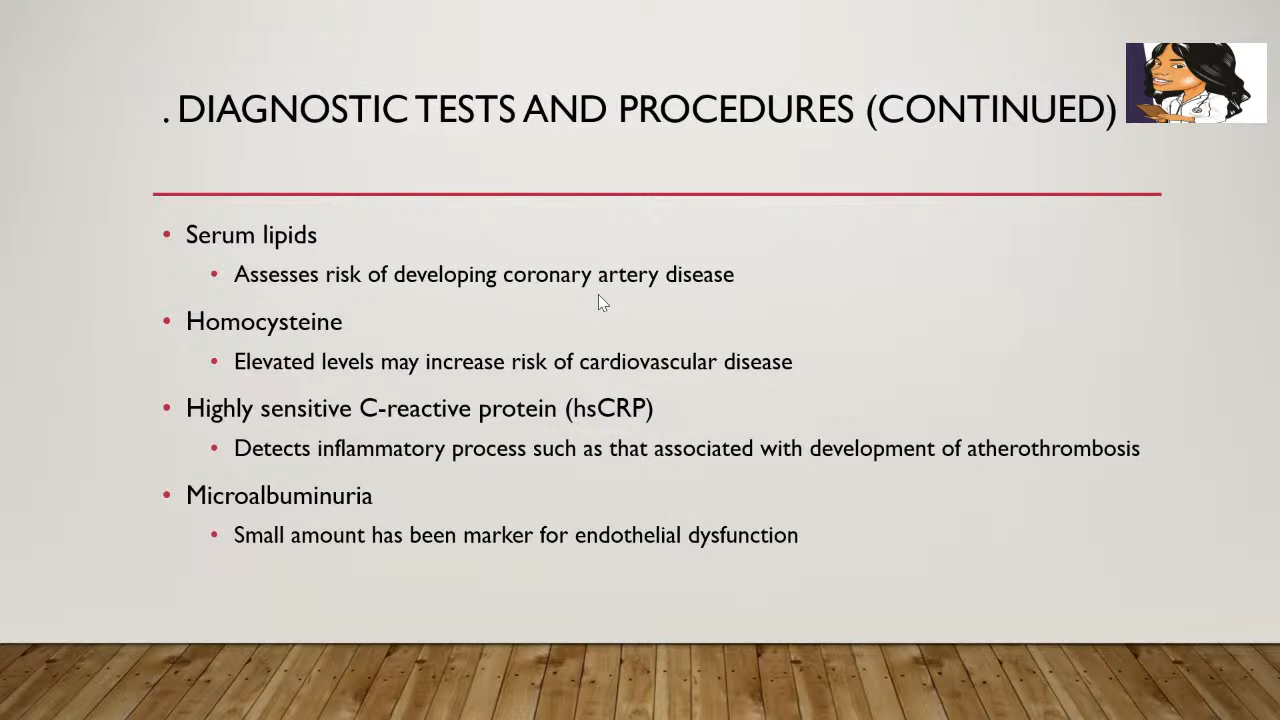 . DIAGNOSTIC TESTS AND PROCEDURES (CONTINUED)
• Serum lipids
• Assesses risk of developing coronary artery disease
• Homocysteine
• Elevated levels may increase risk of cardiovascular disease
• Highly sensitive C-reactive protein (hsCRP)
• Detects inflammatory process such as that associated with development of atherothrombosis
• Microalbuminuria
• Small amount has been marker for endothelial dysfunction